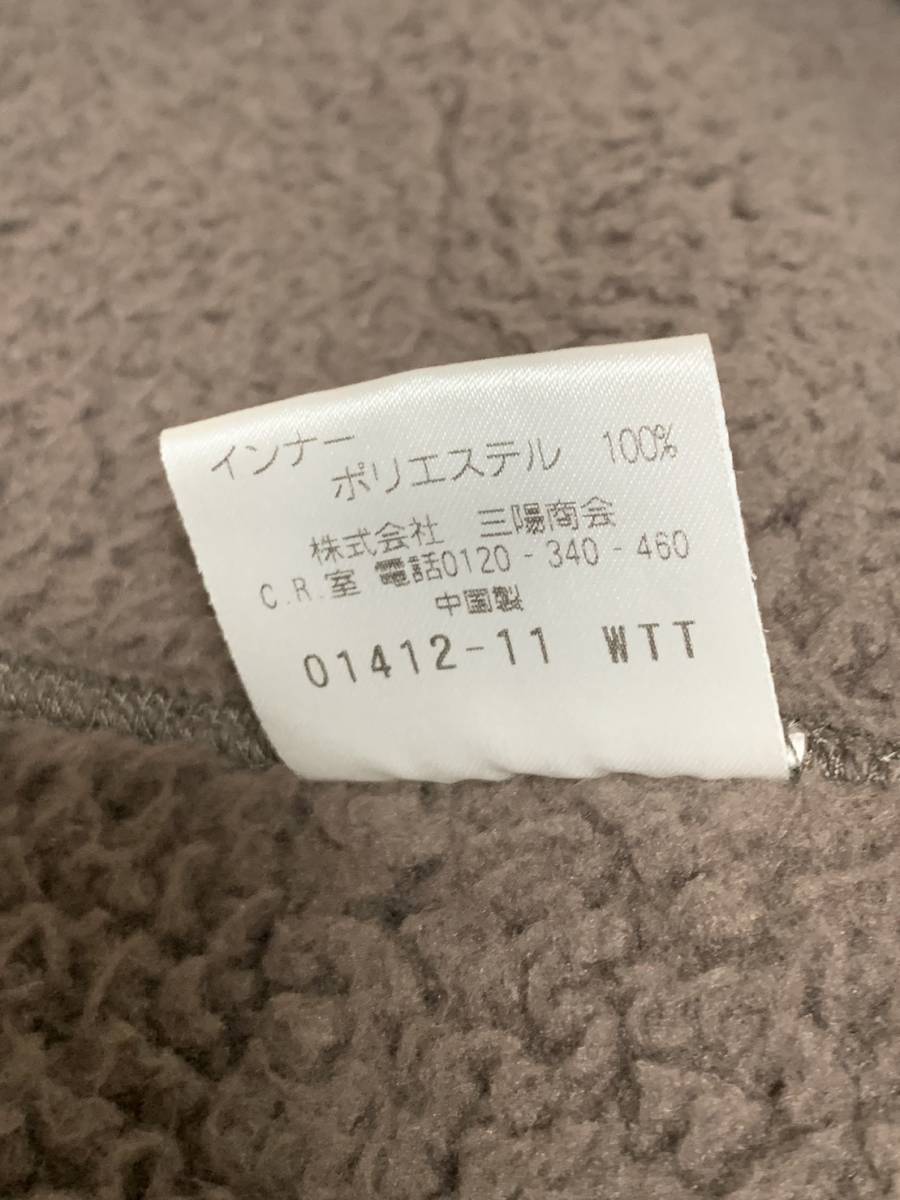 インナー
ポリエステル 100%
株式会社 三陽商会
C.R.室 電話0120-340-460
中国製
01412-11 WTT